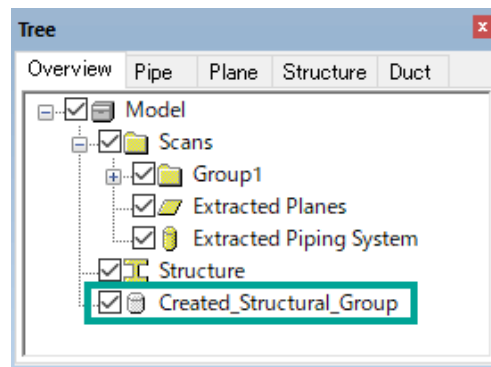 Tree
Overview Pipe Plane Structure Duct
Model
Scans
Group1
Extracted Planes
Extracted Piping System
Structure
Created_Structural_Group